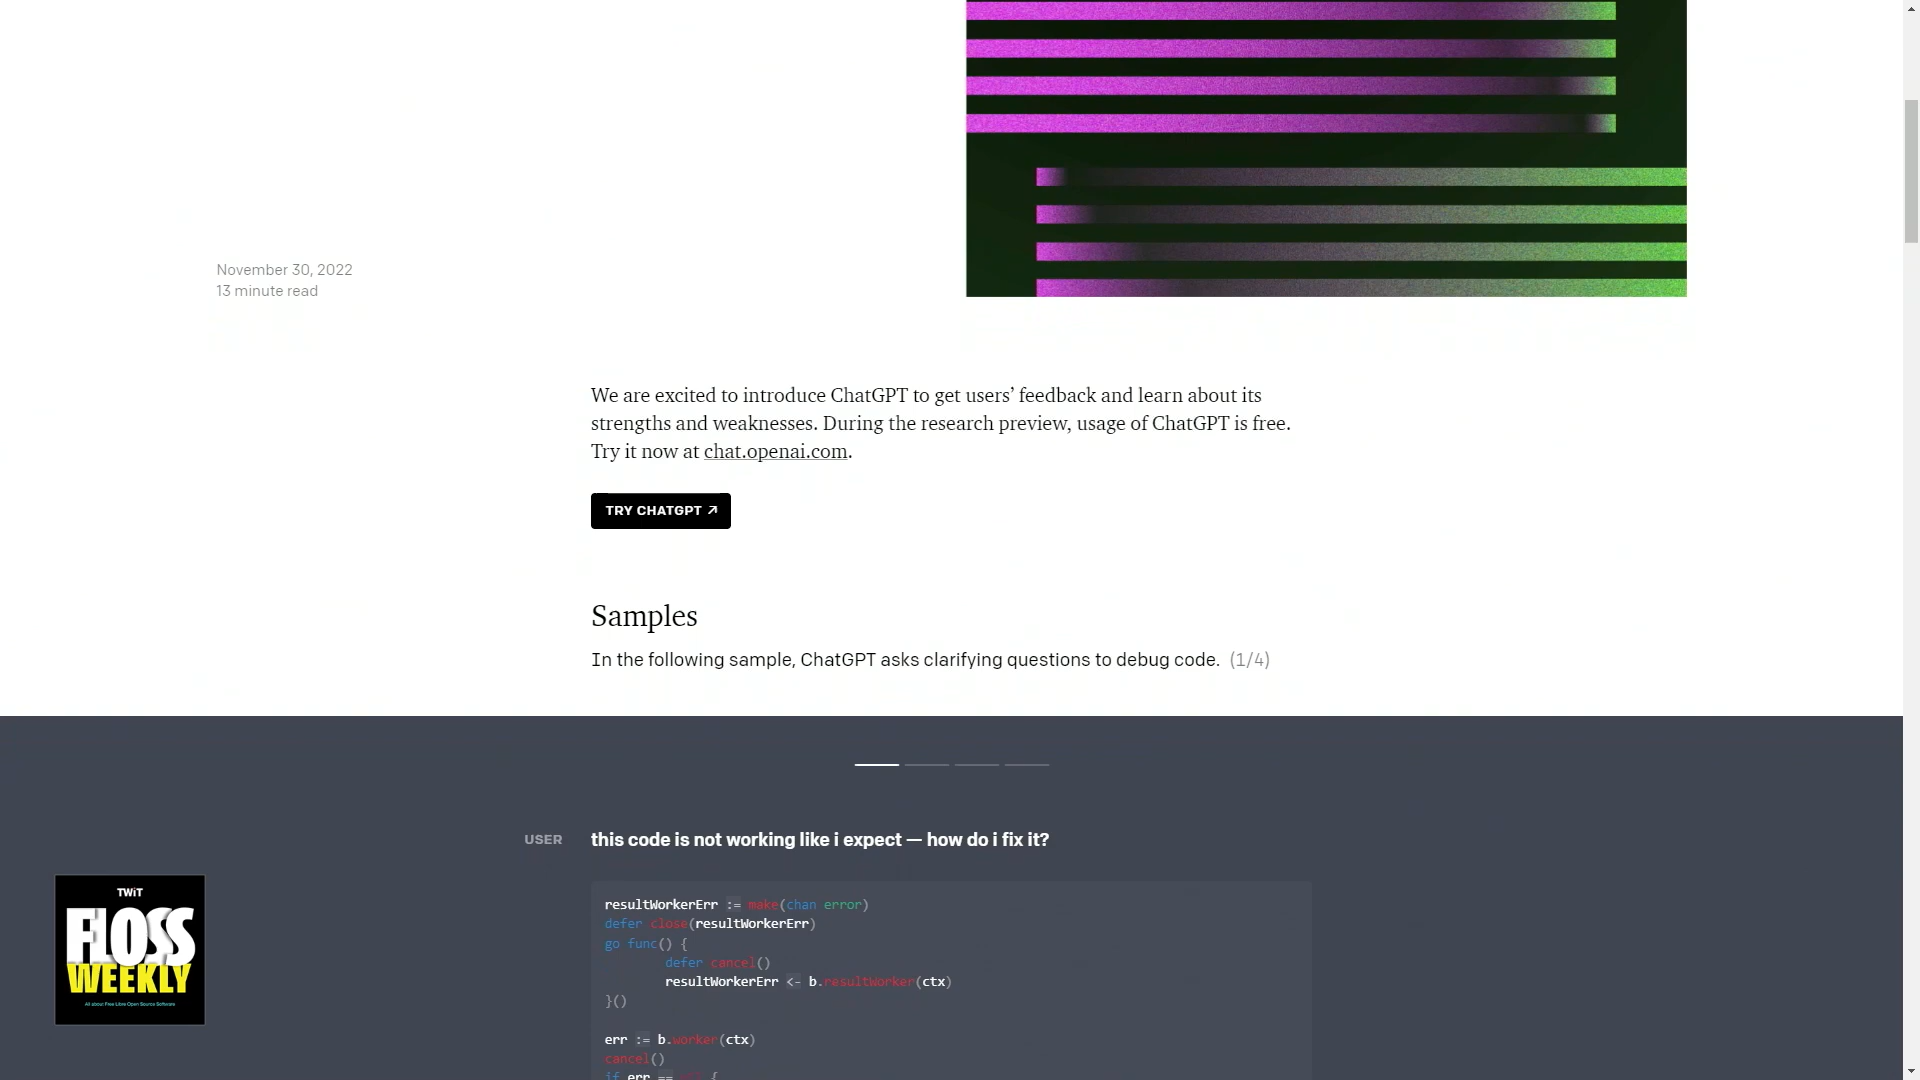 November 30, 2022
13 minute read
We are excited to introduce ChatGPT to get users’ feedback and learn about its
strengths and weaknesses. During the research preview, usage of ChatGPT is free.
Try it now at chat.openai.com.
TRY CHATGPT ↗
Samples
In the following sample, ChatGPT asks clarifying questions to debug code. (1/4)
USER
this code is not working like i expect — how do i fix it?
resultWorkerErr := make(chan error)
defer close(resultWorkerErr)
go func() {
defer cancel()
resultWorkerErr <- b.resultWorker(ctx)
}()
err := b.worker(ctx)
cancel()
if err == nil {
TWiT
FLOSS
WEEKLY
All about Free Libre Open Source Software